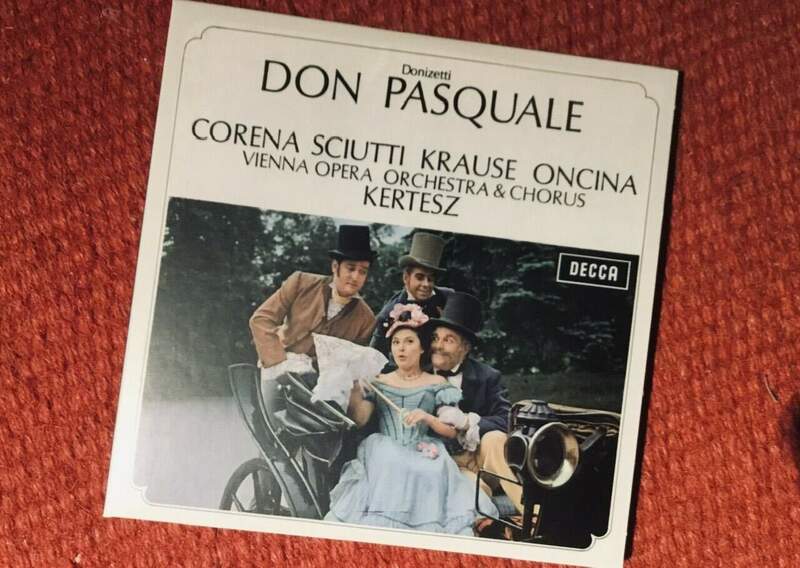 Donizetti
DON PASQUALE
CORENA SCIUTTI KRAUSE ONCINA
VIENNA OPERA ORCHESTRA & CHORUS
KERTESZ
DECCA